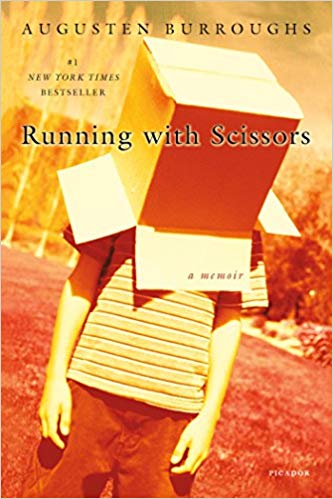 AUGUSTEN BURROUGHS
#1
NEW YORK TIMES
BESTSELLER
Running with Scissors
a memoir
PICADOR